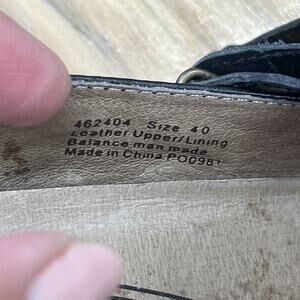 462404 Size 40
Leather Upper/Lining
Balance man made
Made in China PO0981